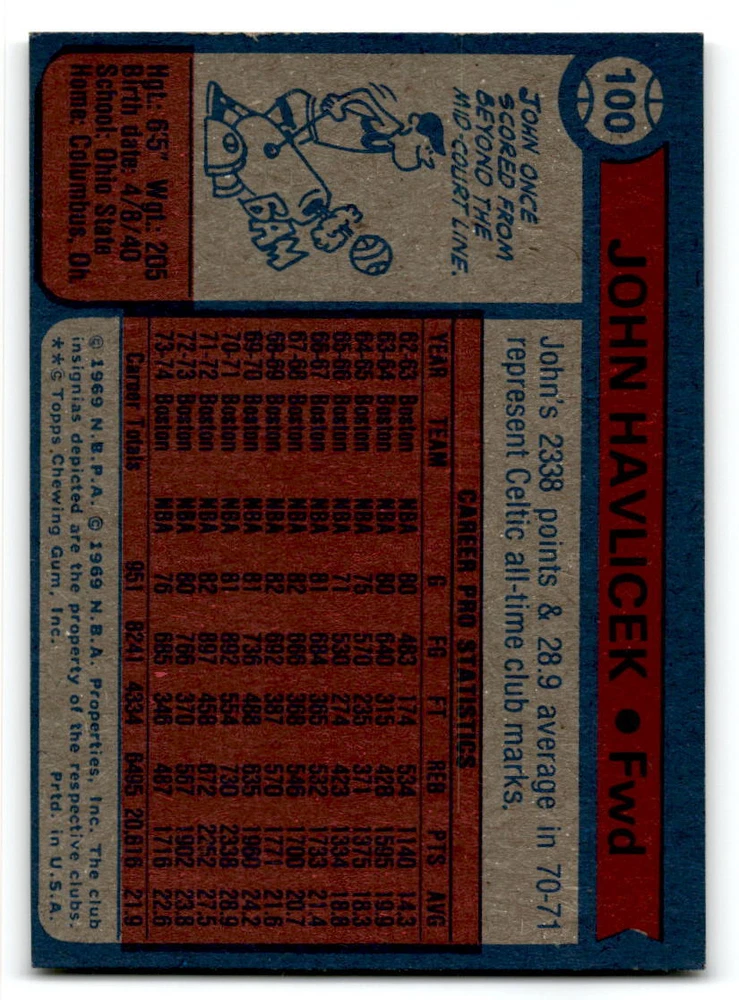 100
JOHN HAVLICEK • Fwd
JOHN ONCE
SCORED FROM
BEYOND THE
MID-COURT LINE.
BAM
Hgt.: 6'5" Wgt.: 205
Birth date: 4/8/40
School: Ohio State
Home: Columbus, Oh.
John's 2338 points & 28.9 average in 70-71
represent Celtic all-time club marks.
CAREER PRO STATISTICS
YEAR TEAM G FG FT REB PTS AVG
62-63 Boston NBA 80 483 174 534 1140 14.3
63-64 Boston NBA 80 640 315 428 1595 19.9
64-65 Boston NBA 75 570 235 371 1375 18.3
65-66 Boston NBA 71 530 274 423 1334 18.8
66-67 Boston NBA 81 684 365 532 1733 21.4
67-68 Boston NBA 82 666 368 546 1700 20.7
68-69 Boston NBA 82 692 387 570 1771 21.6
69-70 Boston NBA 81 736 488 635 1960 24.2
70-71 Boston NBA 81 892 554 730 2338 28.9
71-72 Boston NBA 82 897 458 672 2252 27.5
72-73 Boston NBA 80 766 370 567 1902 23.8
73-74 Boston NBA 76 685 346 487 1716 22.6
Career Totals 951 8241 4334 6495 20,816 21.9
© 1969 N.B.P.A. © 1969 N.B.A. Properties, Inc. The club
insignias depicted are the property of the respective clubs.
**© Topps Chewing Gum, Inc. Prtd. in U.S.A.